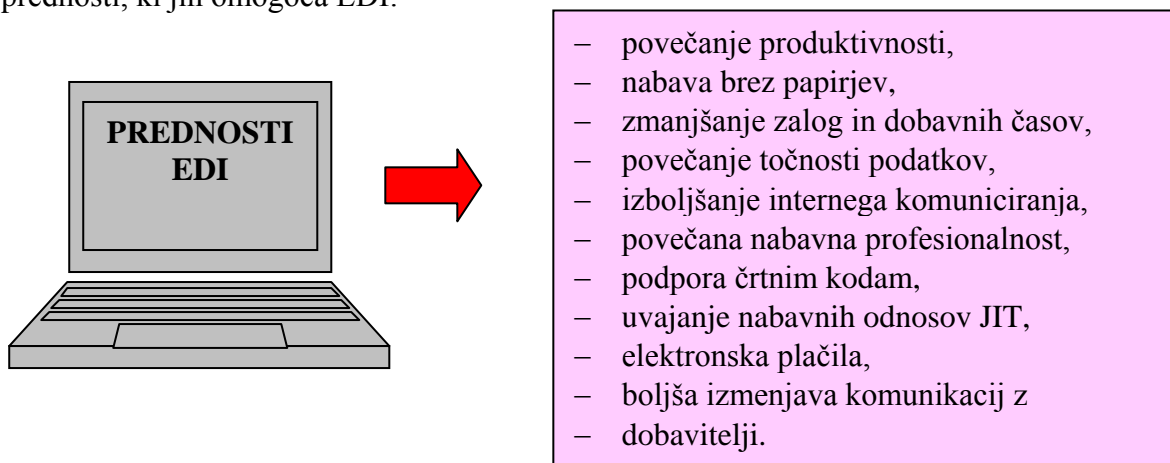 prednosti, ki jih omogoča EDI.
PREDNOSTI
EDI
– povečanje produktivnosti,
– nabava brez papirjev,
– zmanjšanje zalog in dobavnih časov,
– povečanje točnosti podatkov,
– izboljšanje internega komuniciranja,
– povečana nabavna profesionalnost,
– podpora črtnim kodam,
– uvajanje nabavnih odnosov JIT,
– elektronska plačila,
– boljša izmenjava komunikacij z
– dobavitelji.